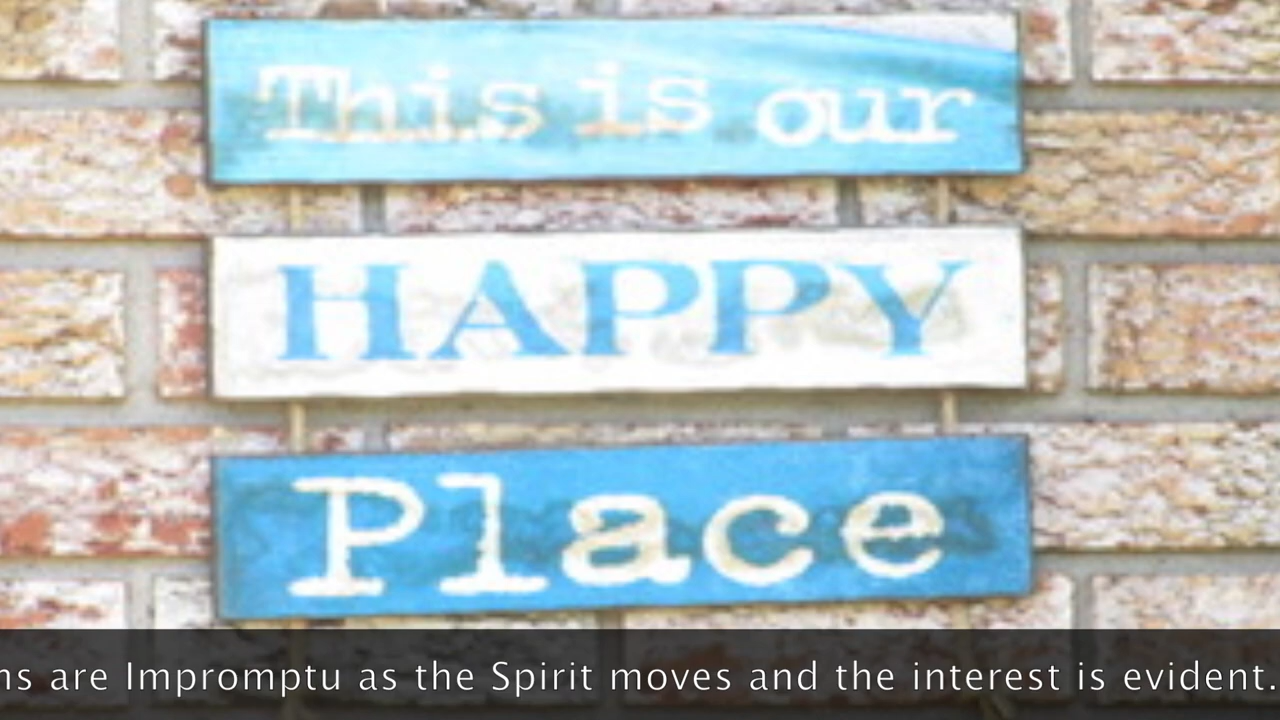 This is our
HAPPY
Place
are Impromptu as the Spirit moves and the interest is evident.